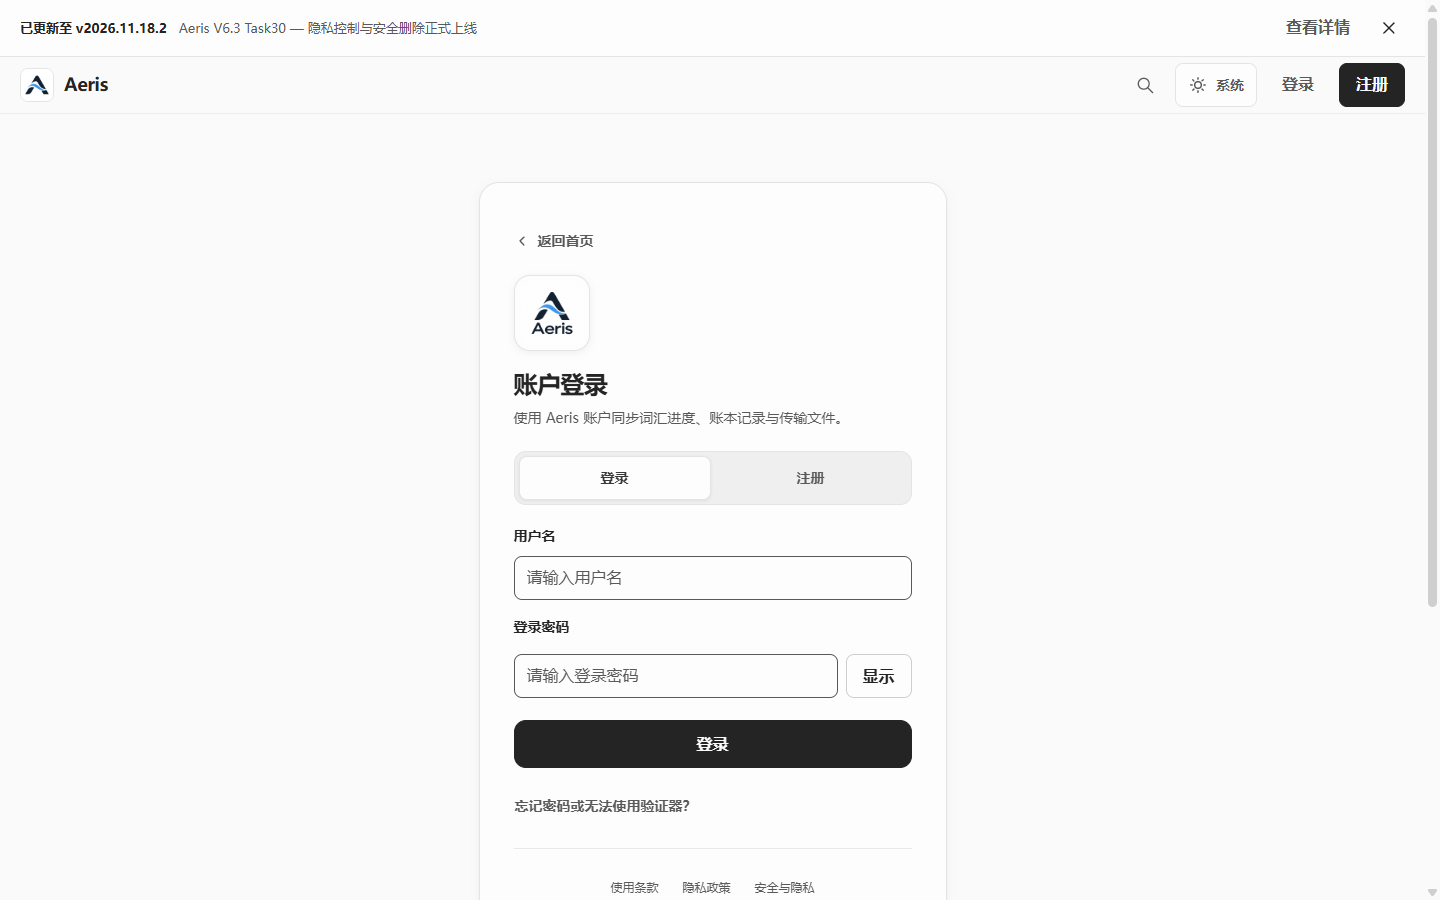 已更新至 v2026.11.18.2 Aeris V6.3 Task30 — 隐私控制与安全删除正式上线 查看详情
Aeris 系统 登录 注册
返回首页
Aeris
账户登录
使用 Aeris 账户同步词汇进度、账本记录与传输文件。
登录 注册
用户名
请输入用户名
登录密码
请输入登录密码 显示
登录
忘记密码或无法使用验证器？
使用条款 隐私政策 安全与隐私